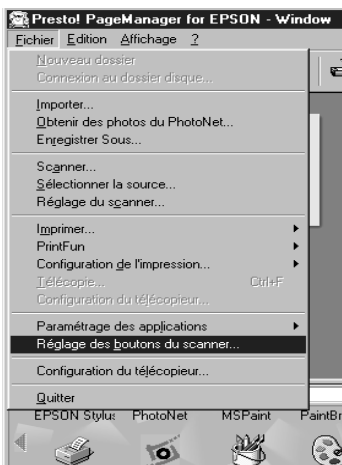 Presto! PageManager for EPSON - Window
Fichier Edition Affichage ?
Nouveau dossier
Connexion au dossier disque...
Importer...
Obtenir des photos du PhotoNet...
Enregistrer Sous...
Scanner...
Sélectionner la source...
Réglage du scanner...
Imprimer...
PrintFun
Configuration de l'impression...
Télécopie... Ctrl+F
Configuration du télécopieur...
Paramétrage des applications
Réglage des boutons du scanner...
Configuration du télécopieur...
Quitter
EPSON Stylus PhotoNet MSPaint PaintBr